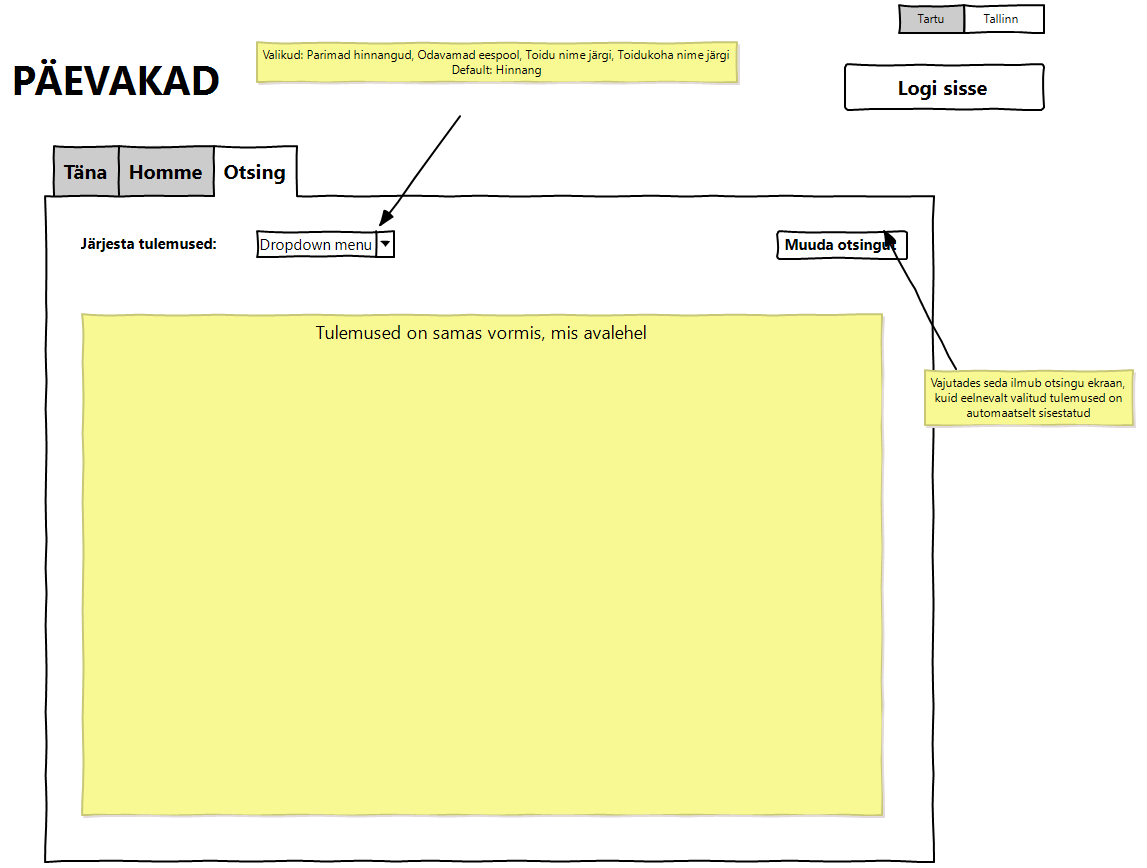 Tartu
Tallinn
Valikud: Parimad hinnangud, Odavamad eespool, Toidu nime järgi, Toidukoha nime järgi
Default: Hinnang
PÄEVAKAD
Logi sisse
Täna
Homme
Otsing
Järjesta tulemused:
Dropdown menu
Muuda otsingut
Tulemused on samas vormis, mis avalehel
Vajutades seda ilmub otsingu ekraan,
kuid eelnevalt valitud tulemused on
automaatselt sisestatud